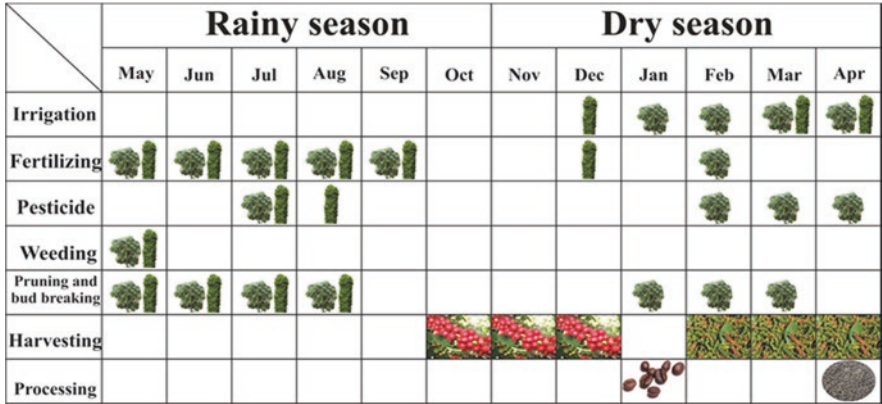 Rainy season
Dry season
May
Jun
Jul
Aug
Sep
Oct
Nov
Dec
Jan
Feb
Mar
Apr
Irrigation
Fertilizing
Pesticide
Weeding
Pruning and
bud breaking
Harvesting
Processing